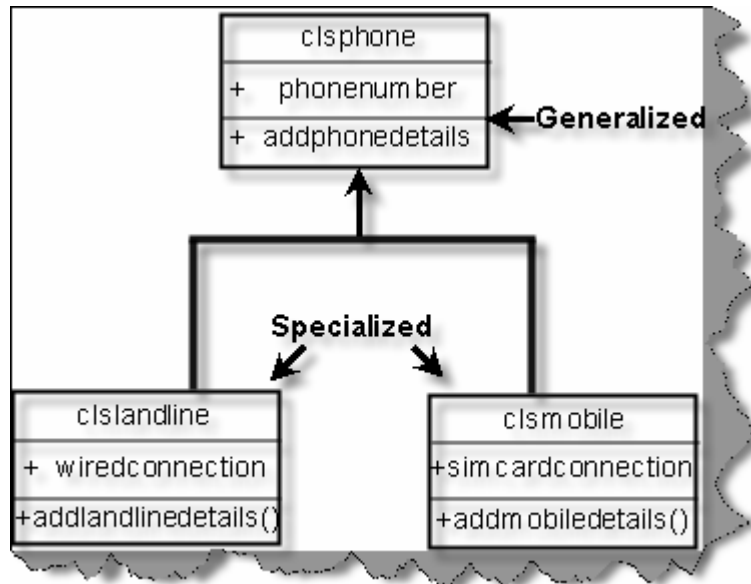 clsphone
+ phonenumber
+ addphonedetails
Generalized
Specialized
clslandline
+ wiredconnection
+addlandlinedetails()
clsmobile
+simcardconnection
+addmobiledetails()